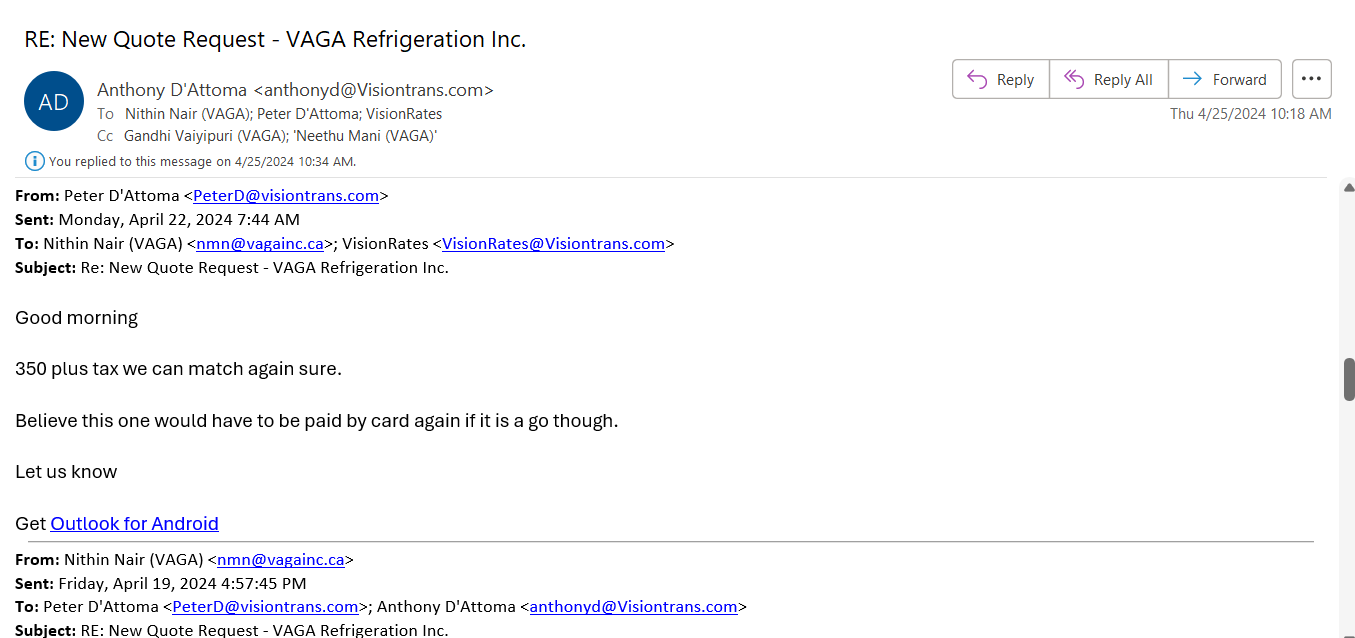 RE: New Quote Request - VAGA Refrigeration Inc.
AD
Anthony D'Attoma <anthonyd@Visiontrans.com>
To Nithin Nair (VAGA); Peter D'Attoma; VisionRates
Cc Gandhi Vaiyipuri (VAGA); 'Neethu Mani (VAGA)'
Reply
Reply All
Forward
Thu 4/25/2024 10:18 AM
You replied to this message on 4/25/2024 10:34 AM.
From: Peter D'Attoma <PeterD@visiontrans.com>
Sent: Monday, April 22, 2024 7:44 AM
To: Nithin Nair (VAGA) <nmn@vagainc.ca>; VisionRates <VisionRates@Visiontrans.com>
Subject: Re: New Quote Request - VAGA Refrigeration Inc.
Good morning
350 plus tax we can match again sure.
Believe this one would have to be paid by card again if it is a go though.
Let us know
Get Outlook for Android
From: Nithin Nair (VAGA) <nmn@vagainc.ca>
Sent: Friday, April 19, 2024 4:57:45 PM
To: Peter D'Attoma <PeterD@visiontrans.com>; Anthony D'Attoma <anthonyd@Visiontrans.com>
Subject: RE: New Quote Request - VAGA Refrigeration Inc.